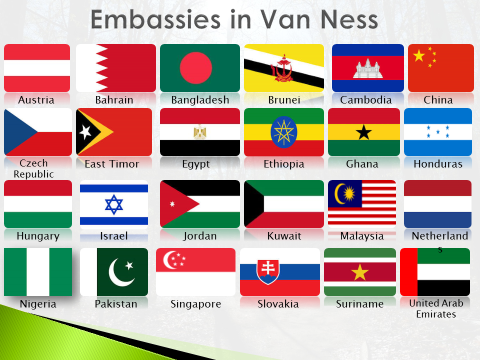 Embassies in Van Ness
Austria Bahrain Bangladesh Brunei Cambodia China
Czech Republic East Timor Egypt Ethiopia Ghana Honduras
Hungary Israel Jordan Kuwait Malaysia Netherlands
Nigeria Pakistan Singapore Slovakia Suriname United Arab Emirates